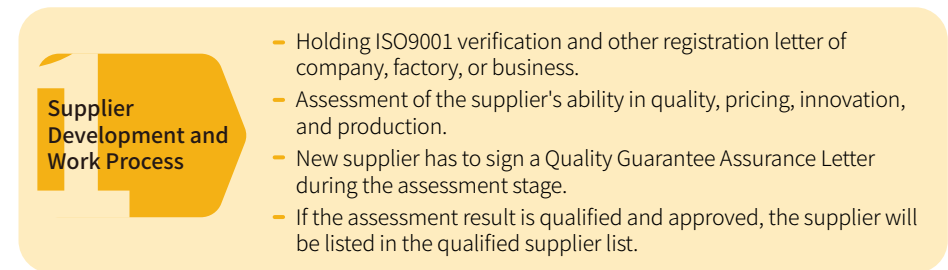 Supplier
Development and
Work Process
– Holding ISO9001 verification and other registration letter of
company, factory, or business.
– Assessment of the supplier's ability in quality, pricing, innovation,
and production.
– New supplier has to sign a Quality Guarantee Assurance Letter
during the assessment stage.
– If the assessment result is qualified and approved, the supplier will
be listed in the qualified supplier list.